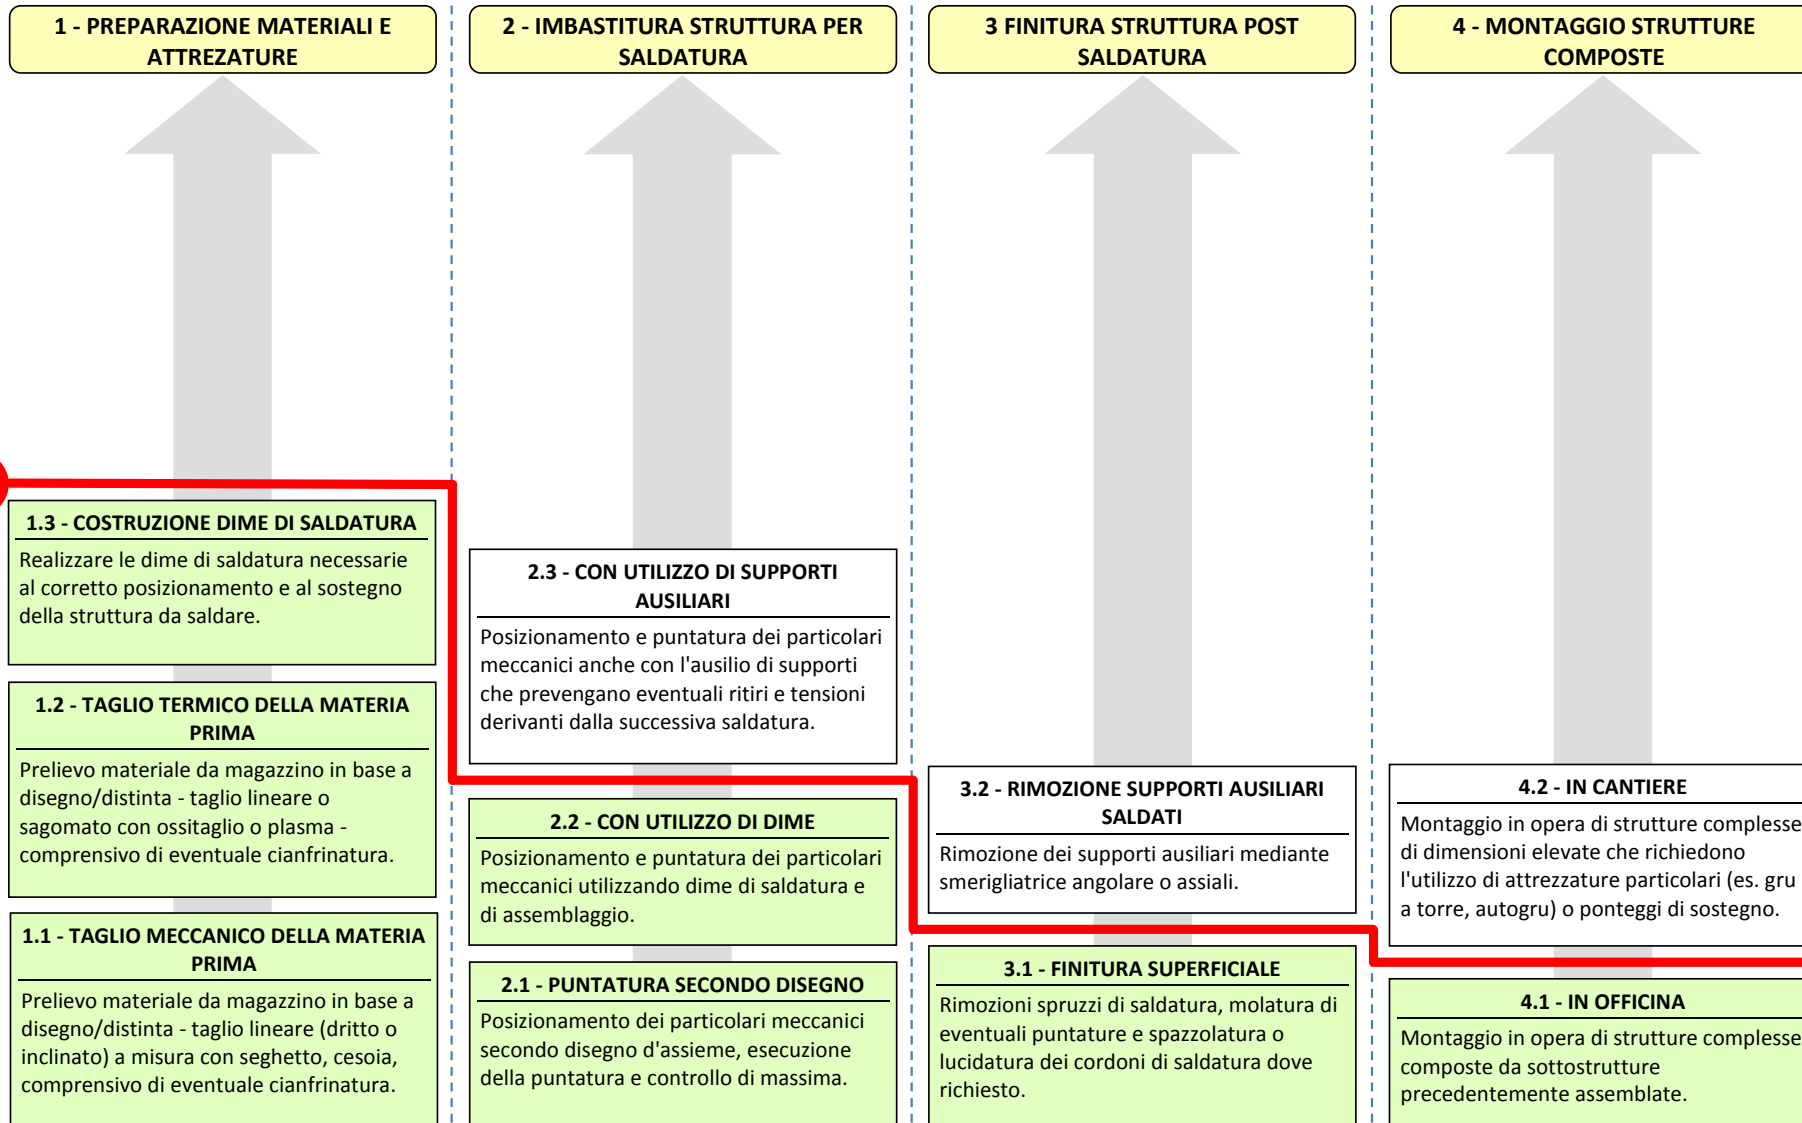 1 - PREPARAZIONE MATERIALI E
ATTREZATURE
2 - IMBASTITURA STRUTTURA PER
SALDATURA
3 FINITURA STRUTTURA POST
SALDATURA
4 - MONTAGGIO STRUTTURE
COMPOSTE
1.3 - COSTRUZIONE DIME DI SALDATURA
Realizzare le dime di saldatura necessarie
al corretto posizionamento e al sostegno
della struttura da saldare.
1.2 - TAGLIO TERMICO DELLA MATERIA
PRIMA
Prelievo materiale da magazzino in base a
disegno/distinta - taglio lineare o
sagomato con ossitaglio o plasma -
comprensivo di eventuale cianfrinatura.
1.1 - TAGLIO MECCANICO DELLA MATERIA
PRIMA
Prelievo materiale da magazzino in base a
disegno/distinta - taglio lineare (dritto o
inclinato) a misura con seghetto, cesoia,
comprensivo di eventuale cianfrinatura.
2.3 - CON UTILIZZO DI SUPPORTI
AUSILIARI
Posizionamento e puntatura dei particolari
meccanici anche con l'ausilio di supporti
che prevengano eventuali ritiri e tensioni
derivanti dalla successiva saldatura.
2.2 - CON UTILIZZO DI DIME
Posizionamento e puntatura dei particolari
meccanici utilizzando dime di saldatura e
di assemblaggio.
2.1 - PUNTATURA SECONDO DISEGNO
Posizionamento dei particolari meccanici
secondo disegno d'assieme, esecuzione
della puntatura e controllo di massima.
3.2 - RIMOZIONE SUPPORTI AUSILIARI
SALDATI
Rimozione dei supporti ausiliari mediante
smerigliatrice angolare o assiali.
3.1 - FINITURA SUPERFICIALE
Rimozioni spruzzi di saldatura, molatura di
eventuali puntature e spazzolatura o
lucidatura dei cordoni di saldatura dove
richiesto.
4.2 - IN CANTIERE
Montaggio in opera di strutture complesse
di dimensioni elevate che richiedono
l'utilizzo di attrezzature particolari (es. gru
a torre, autogru) o ponteggi di sostegno.
4.1 - IN OFFICINA
Montaggio in opera di strutture complesse
composte da sottostrutture
precedentemente assemblate.